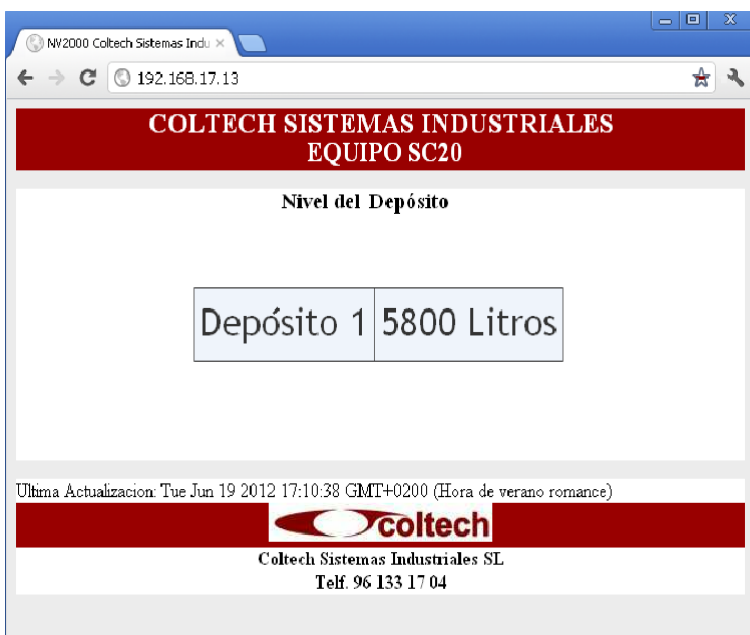 NV2000 Coltech Sistemas Indu
192.168.17.13
COLTECH SISTEMAS INDUSTRIALES
EQUIPO SC20
Nivel del Depósito
Depósito 1 5800 Litros
Ultima Actualizacion: Tue Jun 19 2012 17:10:38 GMT+0200 (Hora de verano romance)
coltech
Coltech Sistemas Industriales SL
Telf. 96 133 17 04